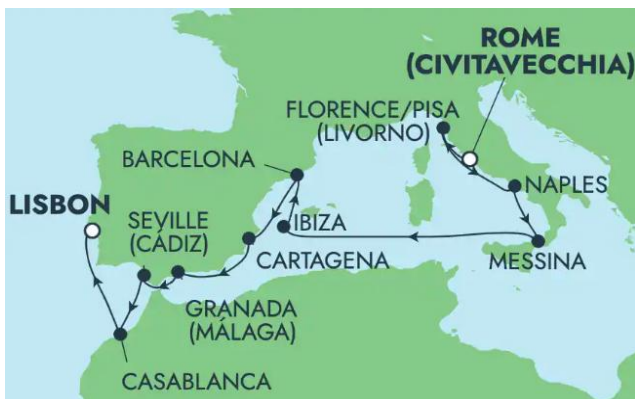 ROME
(CIVITAVECCHIA)
FLORENCE/PISA
(LIVORNO)
BARCELONA
NAPLES
LISBON
SEVILLE
(CÁDIZ)
IBIZA
CARTAGENA
MESSINA
GRANADA
(MÁLAGA)
CASABLANCA